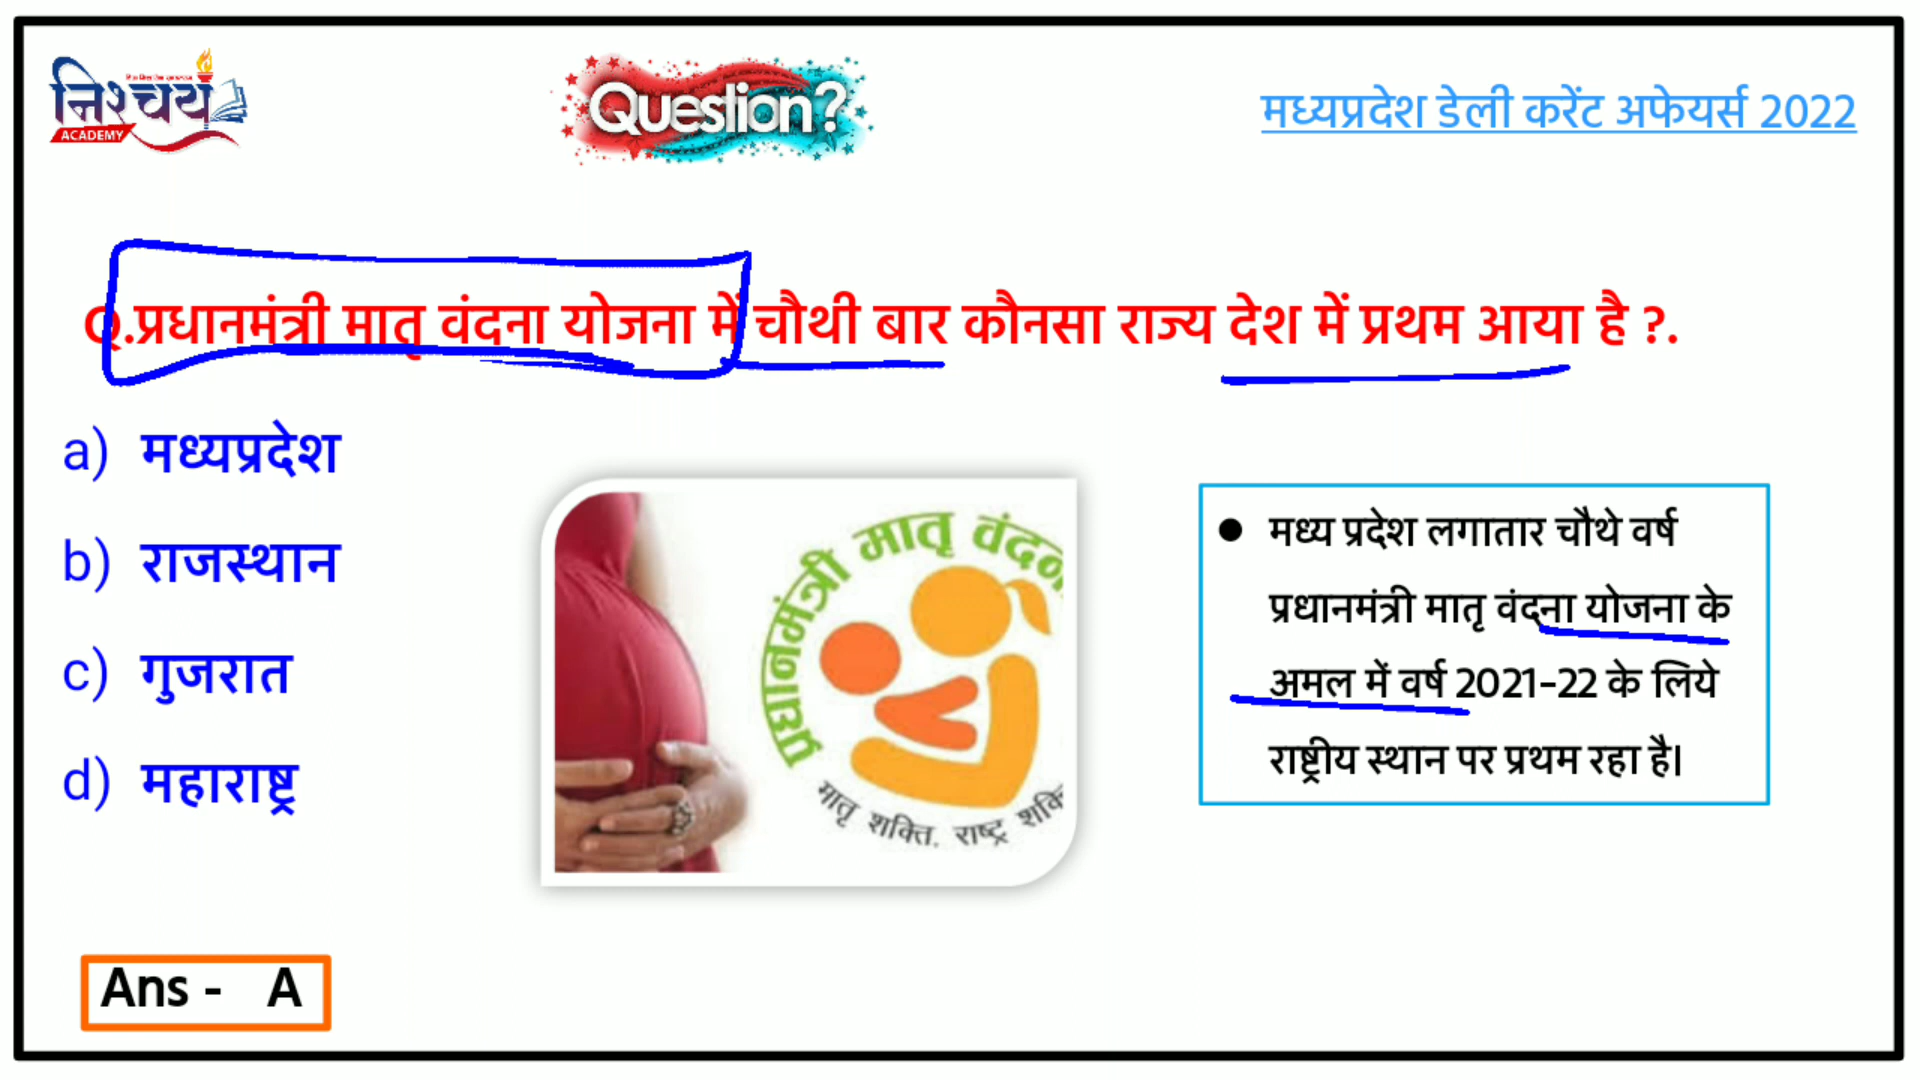 निश्चय
ACADEMY
Question?
मध्यप्रदेश डेली करेंट अफेयर्स 2022
Q.प्रधानमंत्री मातृ वंदना योजना में चौथी बार कौनसा राज्य देश में प्रथम आया है ?.
a) मध्यप्रदेश
b) राजस्थान
c) गुजरात
d) महाराष्ट्र
प्रधानमंत्री मातृ वंदन
मातृ शक्ति. राष्ट्र शक्ति
● मध्य प्रदेश लगातार चौथे वर्ष
प्रधानमंत्री मातृ वंदना योजना के
अमल में वर्ष 2021-22 के लिये
राष्ट्रीय स्थान पर प्रथम रहा है।
Ans - A